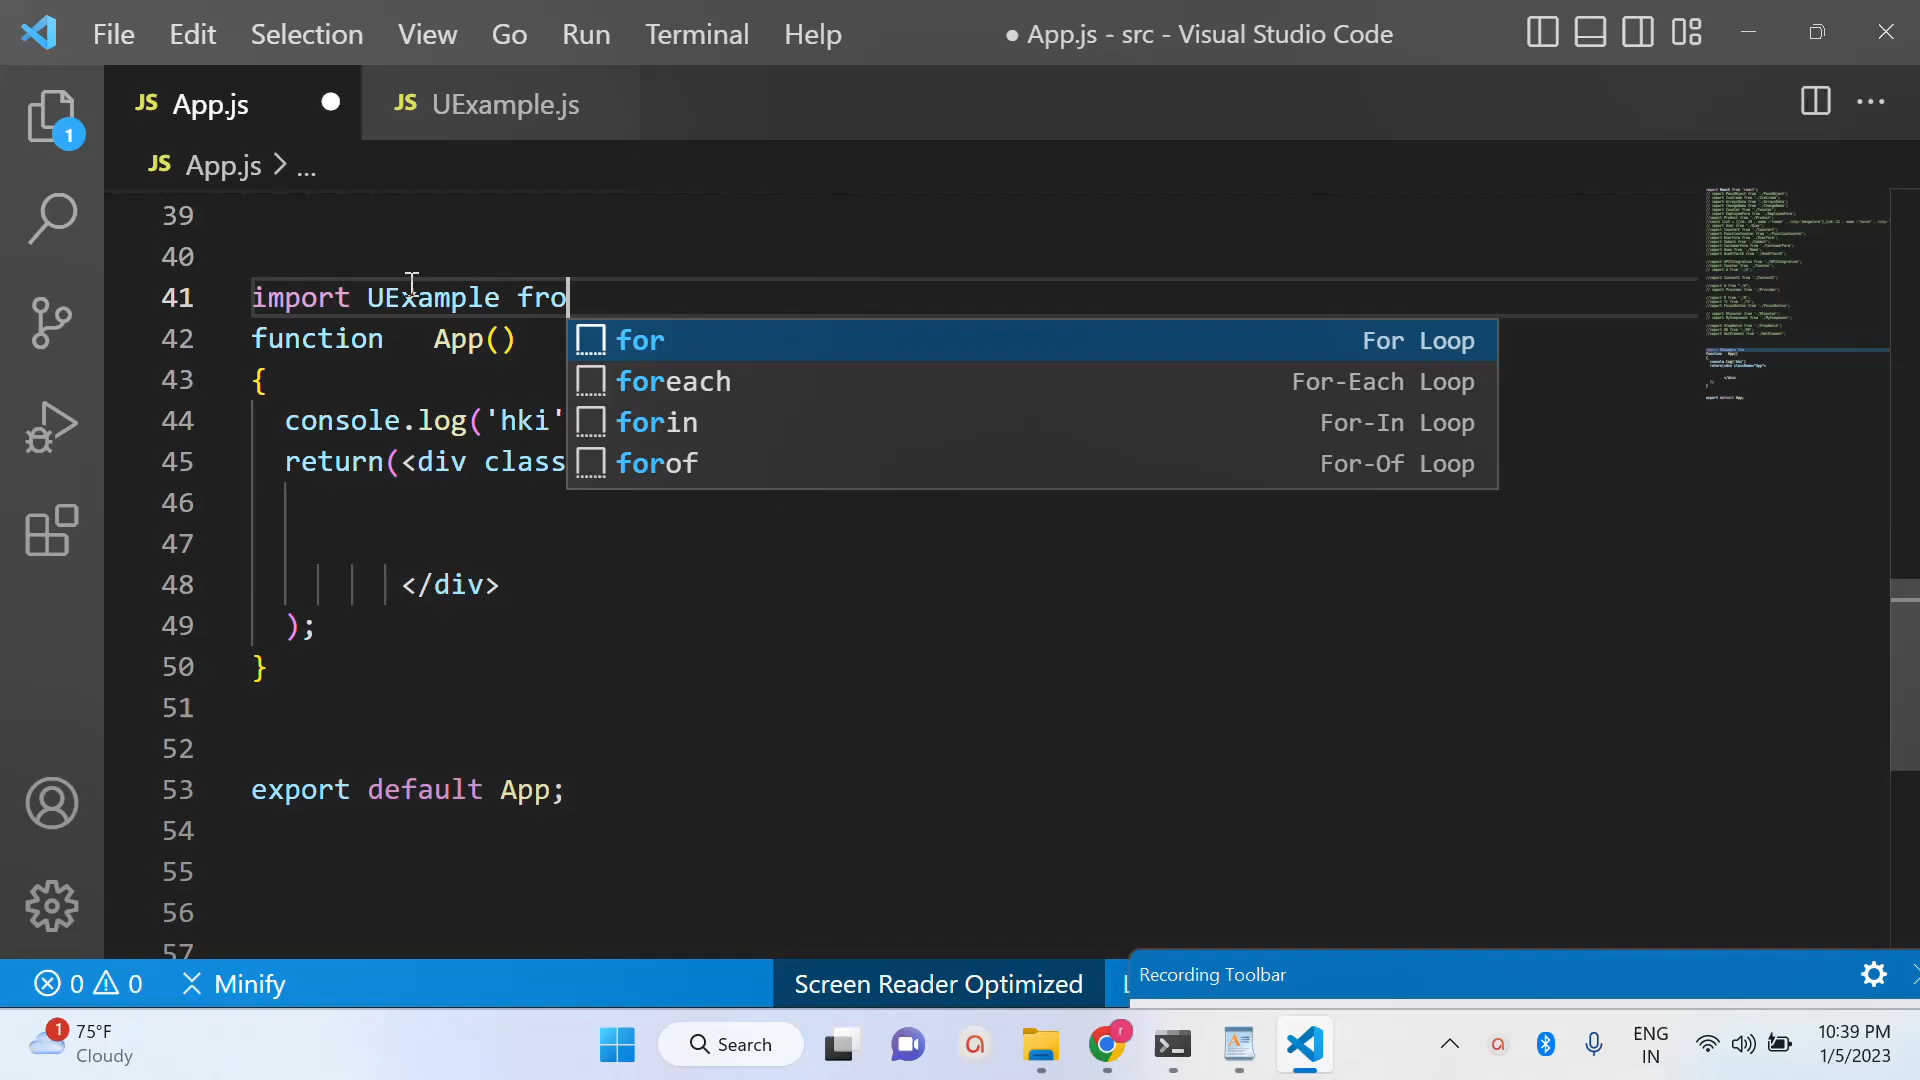 File Edit Selection View Go Run Terminal Help ● App.js - src - Visual Studio Code
JS App.js ● JS UExample.js
1
JS App.js > ...
39
40
41 import UExample fro
42 function   App()
43 {
44 console.log('hki'
45 return(<div class
46
47
48 </div>
49 );
50 }
51
52
53 export default App;
54
55
56
57
for For Loop
foreach For-Each Loop
forin For-In Loop
forof For-Of Loop
0 0 Minify Screen Reader Optimized L
Recording Toolbar
1 75°F
Cloudy
Search
ENG
IN
10:39 PM
1/5/2023